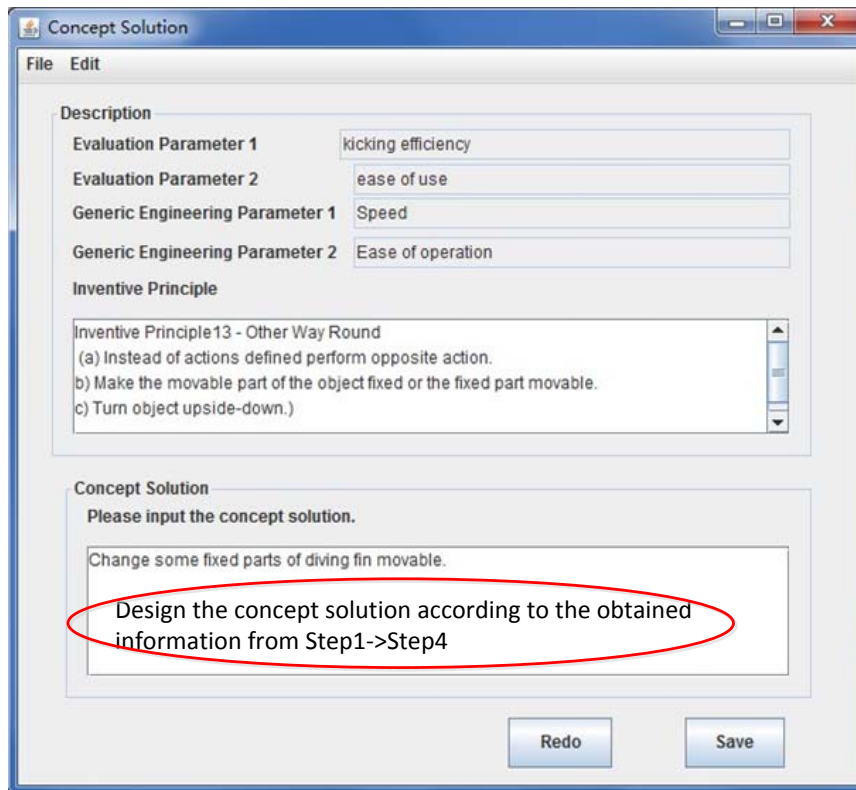 Concept Solution
File Edit
Description
Evaluation Parameter 1 kicking efficiency
Evaluation Parameter 2 ease of use
Generic Engineering Parameter 1 Speed
Generic Engineering Parameter 2 Ease of operation
Inventive Principle
Inventive Principle13 - Other Way Round
(a) Instead of actions defined perform opposite action.
b) Make the movable part of the object fixed or the fixed part movable.
c) Turn object upside-down.)
Concept Solution
Please input the concept solution.
Change some fixed parts of diving fin movable.
Design the concept solution according to the obtained
information from Step1->Step4
Redo Save